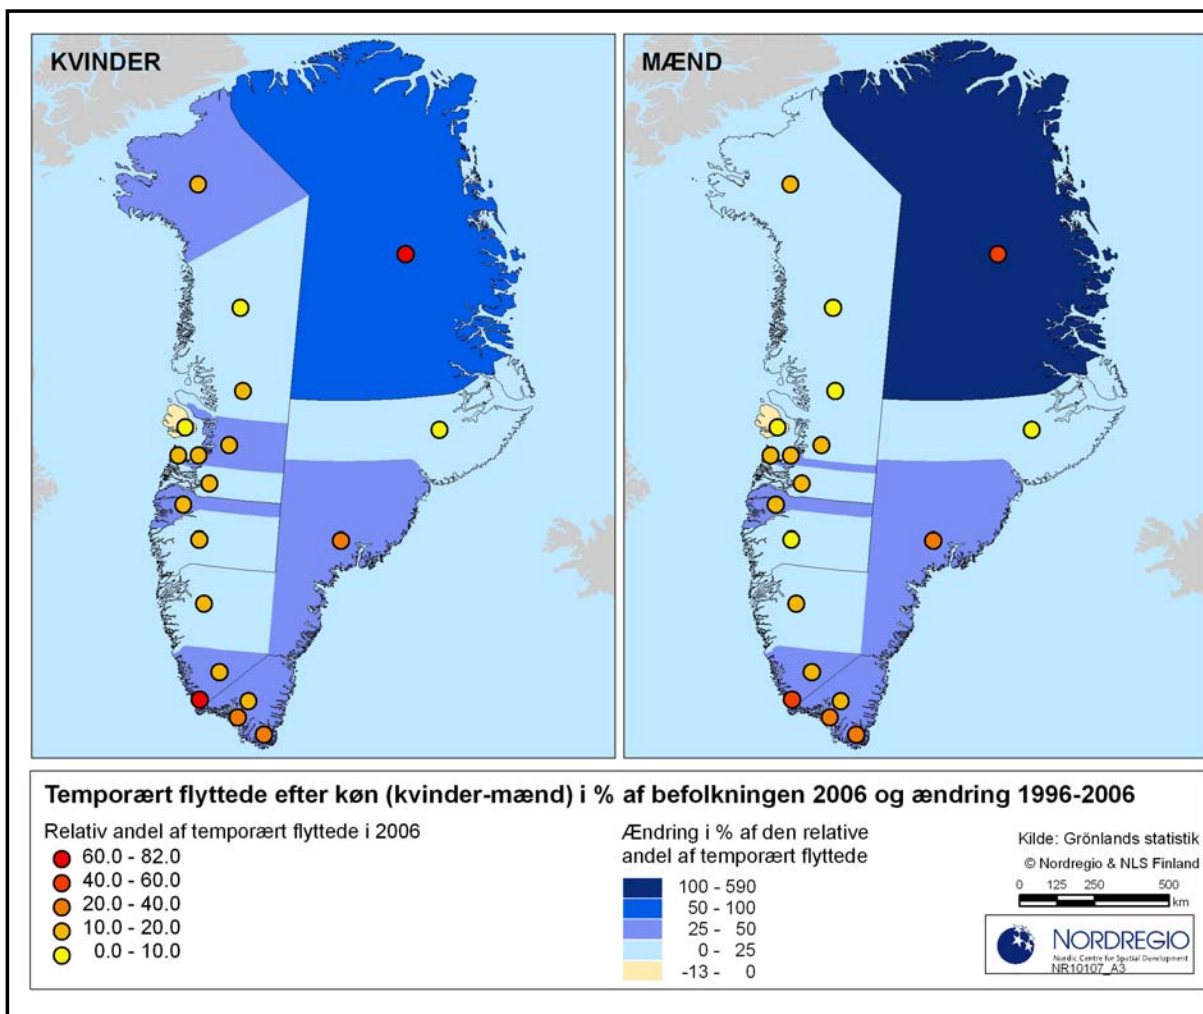 KVINDER
MÆND
Temporært flyttede efter køn (kvinder-mænd) i % af befolkningen 2006 og ændring 1996-2006
Relativ andel af temporært flyttede i 2006
60.0 - 82.0
40.0 - 60.0
20.0 - 40.0
10.0 - 20.0
0.0 - 10.0
Ændring i % af den relative
andel af temporært flyttede
100 - 590
50 - 100
25 - 50
0 - 25
-13 - 0
Kilde: Grönlands statistik
© Nordregio & NLS Finland
0 125 250 500
km
NORDREGIO
Nordic Centre for Spatial Development
NR10107_A3